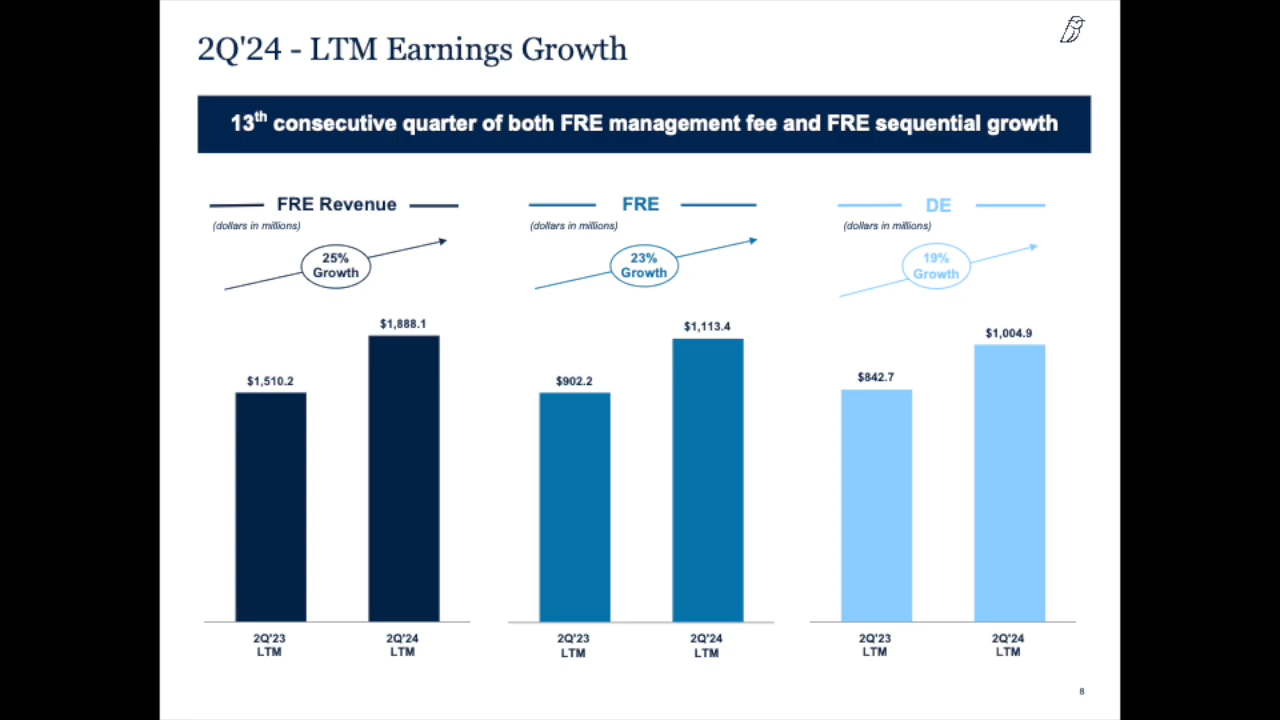 2Q'24 - LTM Earnings Growth
13th consecutive quarter of both FRE management fee and FRE sequential growth
FRE Revenue
(dollars in millions)
25%
Growth
$1,510.2
$1,888.1
2Q'23
LTM
2Q'24
LTM
FRE
(dollars in millions)
23%
Growth
$902.2
$1,113.4
2Q'23
LTM
2Q'24
LTM
DE
(dollars in millions)
19%
Growth
$842.7
$1,004.9
2Q'23
LTM
2Q'24
LTM
8